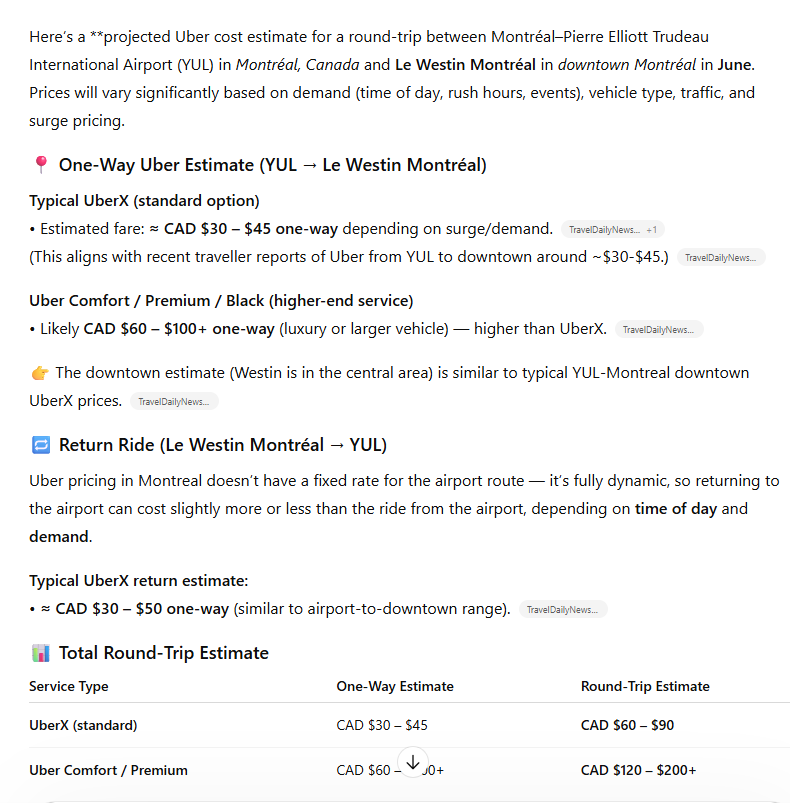 Here's a **projected Uber cost estimate for a round-trip between Montréal–Pierre Elliott Trudeau
International Airport (YUL) in Montréal, Canada and Le Westin Montréal in downtown Montréal in June.
Prices will vary significantly based on demand (time of day, rush hours, events), vehicle type, traffic, and
surge pricing.
📍 One-Way Uber Estimate (YUL → Le Westin Montréal)
Typical UberX (standard option)
• Estimated fare: ≈ CAD $30 – $45 one-way depending on surge/demand. TravelDailyNews... +1
(This aligns with recent traveller reports of Uber from YUL to downtown around ~$30-$45.) TravelDailyNews...
Uber Comfort / Premium / Black (higher-end service)
• Likely CAD $60 – $100+ one-way (luxury or larger vehicle) — higher than UberX. TravelDailyNews...
👉 The downtown estimate (Westin is in the central area) is similar to typical YUL-Montreal downtown
UberX prices. TravelDailyNews...
🔁 Return Ride (Le Westin Montréal → YUL)
Uber pricing in Montreal doesn't have a fixed rate for the airport route — it's fully dynamic, so returning to
the airport can cost slightly more or less than the ride from the airport, depending on time of day and
demand.
Typical UberX return estimate:
• ≈ CAD $30 – $50 one-way (similar to airport-to-downtown range). TravelDailyNews...
📊 Total Round-Trip Estimate
Service Type One-Way Estimate Round-Trip Estimate
UberX (standard) CAD $30 – $45 CAD $60 – $90
Uber Comfort / Premium CAD $60 – 0+ CAD $120 – $200+